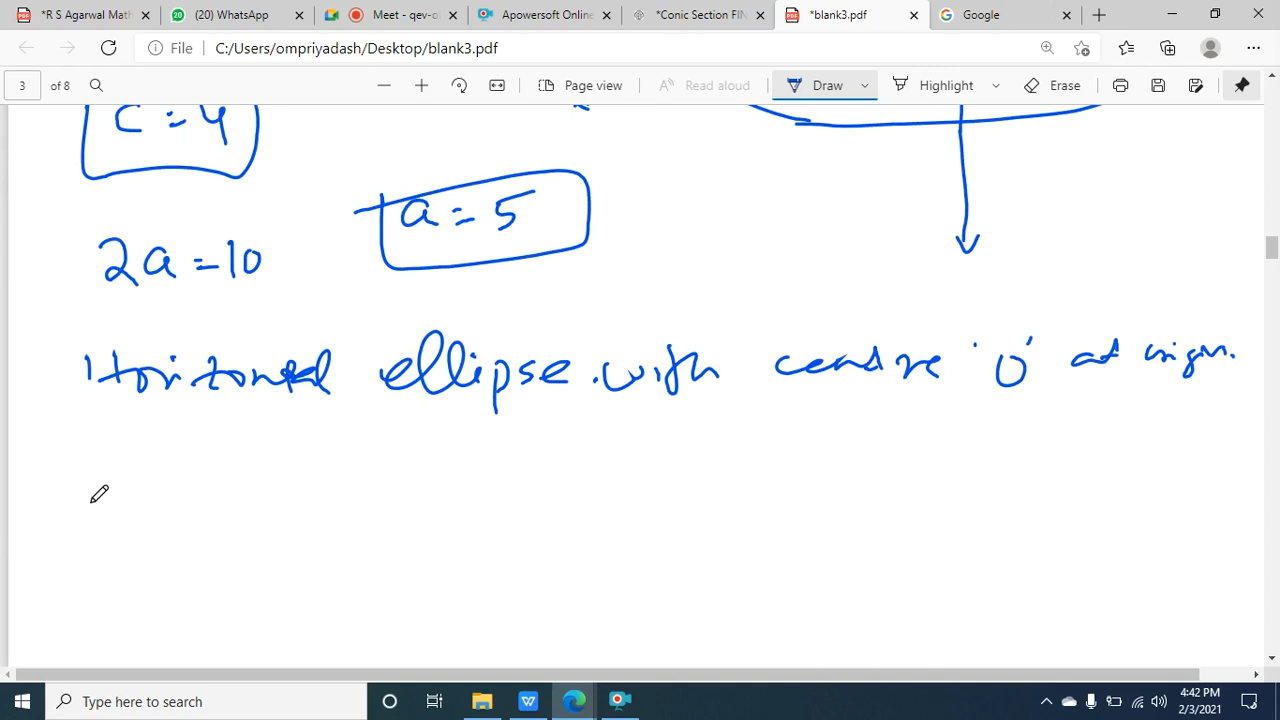 *R S Agarwal Math
(20) WhatsApp
Meet - qev-o
Apowersoft Online
*Conic Section FIN
*blank3.pdf
Google
File C:/Users/ompriyadash/Desktop/blank3.pdf
3 of 8
Page view
Read aloud
Draw
Highlight
Erase
c = 4
a = 5
2a = 10
Horizontal ellipse. with centre 'O' at origin.
Type here to search
4:42 PM
2/3/2021